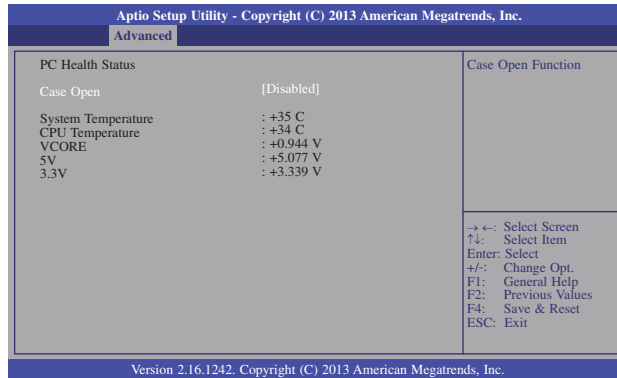 Aptio Setup Utility - Copyright (C) 2013 American Megatrends, Inc.
Advanced
PC Health Status
Case Open [Disabled]
System Temperature : +35 C
CPU Temperature : +34 C
VCORE : +0.944 V
5V : +5.077 V
3.3V : +3.339 V
Case Open Function
→←: Select Screen
↑↓: Select Item
Enter: Select
+/-: Change Opt.
F1: General Help
F2: Previous Values
F4: Save & Reset
ESC: Exit
Version 2.16.1242. Copyright (C) 2013 American Megatrends, Inc.